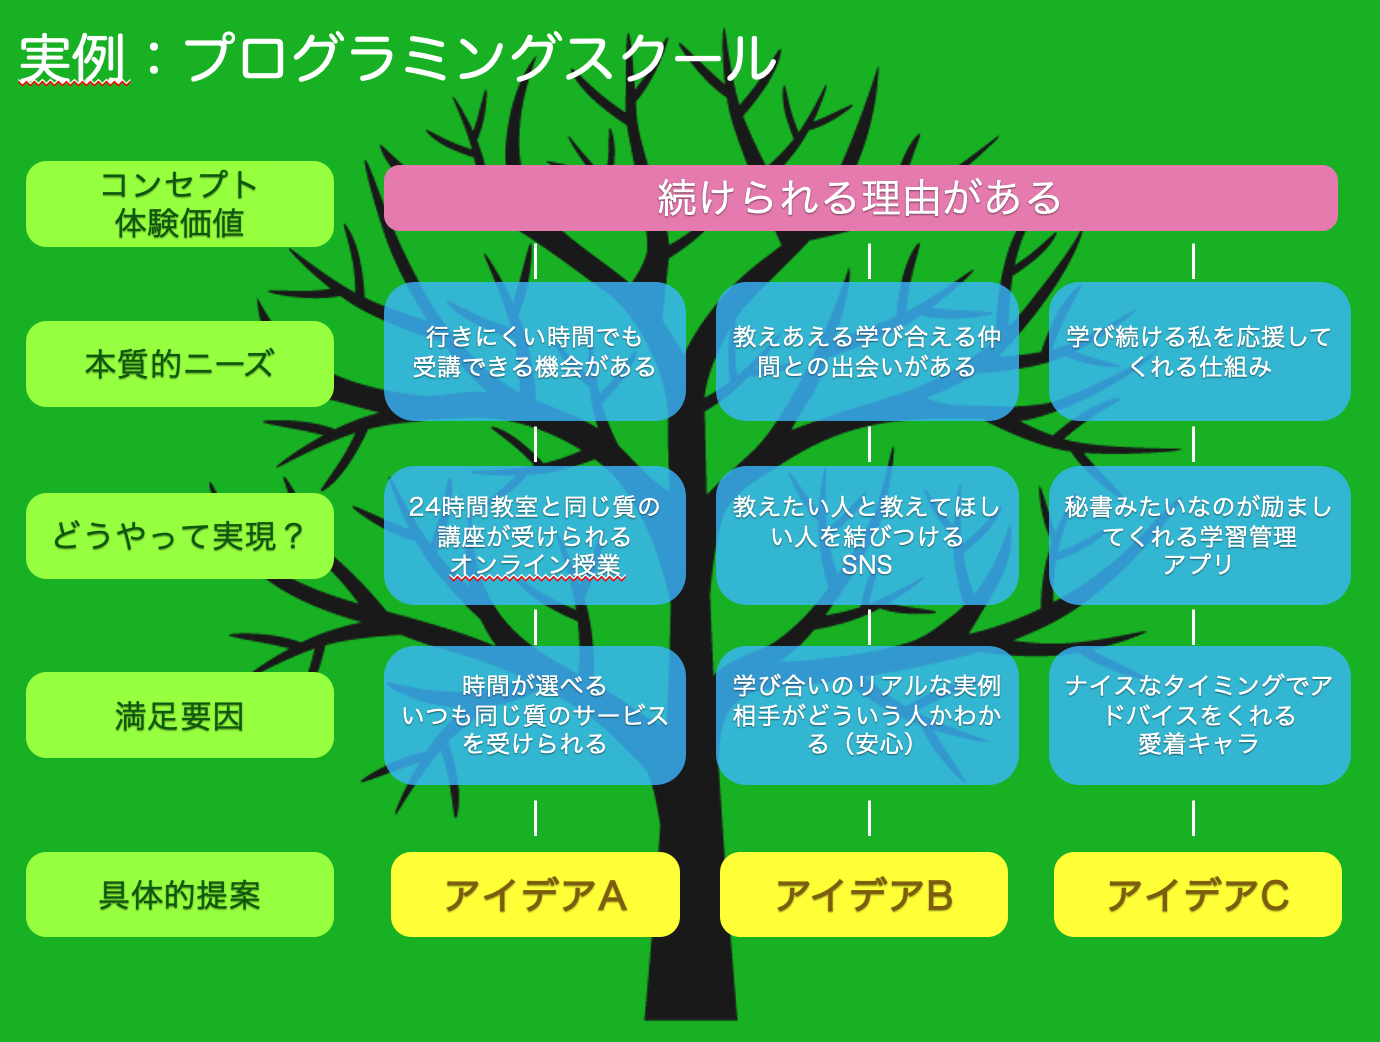 実例：プログラミングスクール
コンセプト
体験価値
続けられる理由がある
本質的ニーズ
行きにくい時間でも
受講できる機会がある
教えあえる学び合える仲
間との出会いがある
学び続ける私を応援して
くれる仕組み
どうやって実現？
24時間教室と同じ質の
講座が受けられる
オンライン授業
教えたい人と教えてほし
い人を結びつける
SNS
秘書みたいなのが励まし
てくれる学習管理
アプリ
満足要因
時間が選べる
いつも同じ質のサービス
を受けられる
学び合いのリアルな実例
相手がどういう人かわか
る（安心）
ナイスなタイミングでア
ドバイスをくれる
愛着キャラ
具体的提案
アイデアA
アイデアB
アイデアC